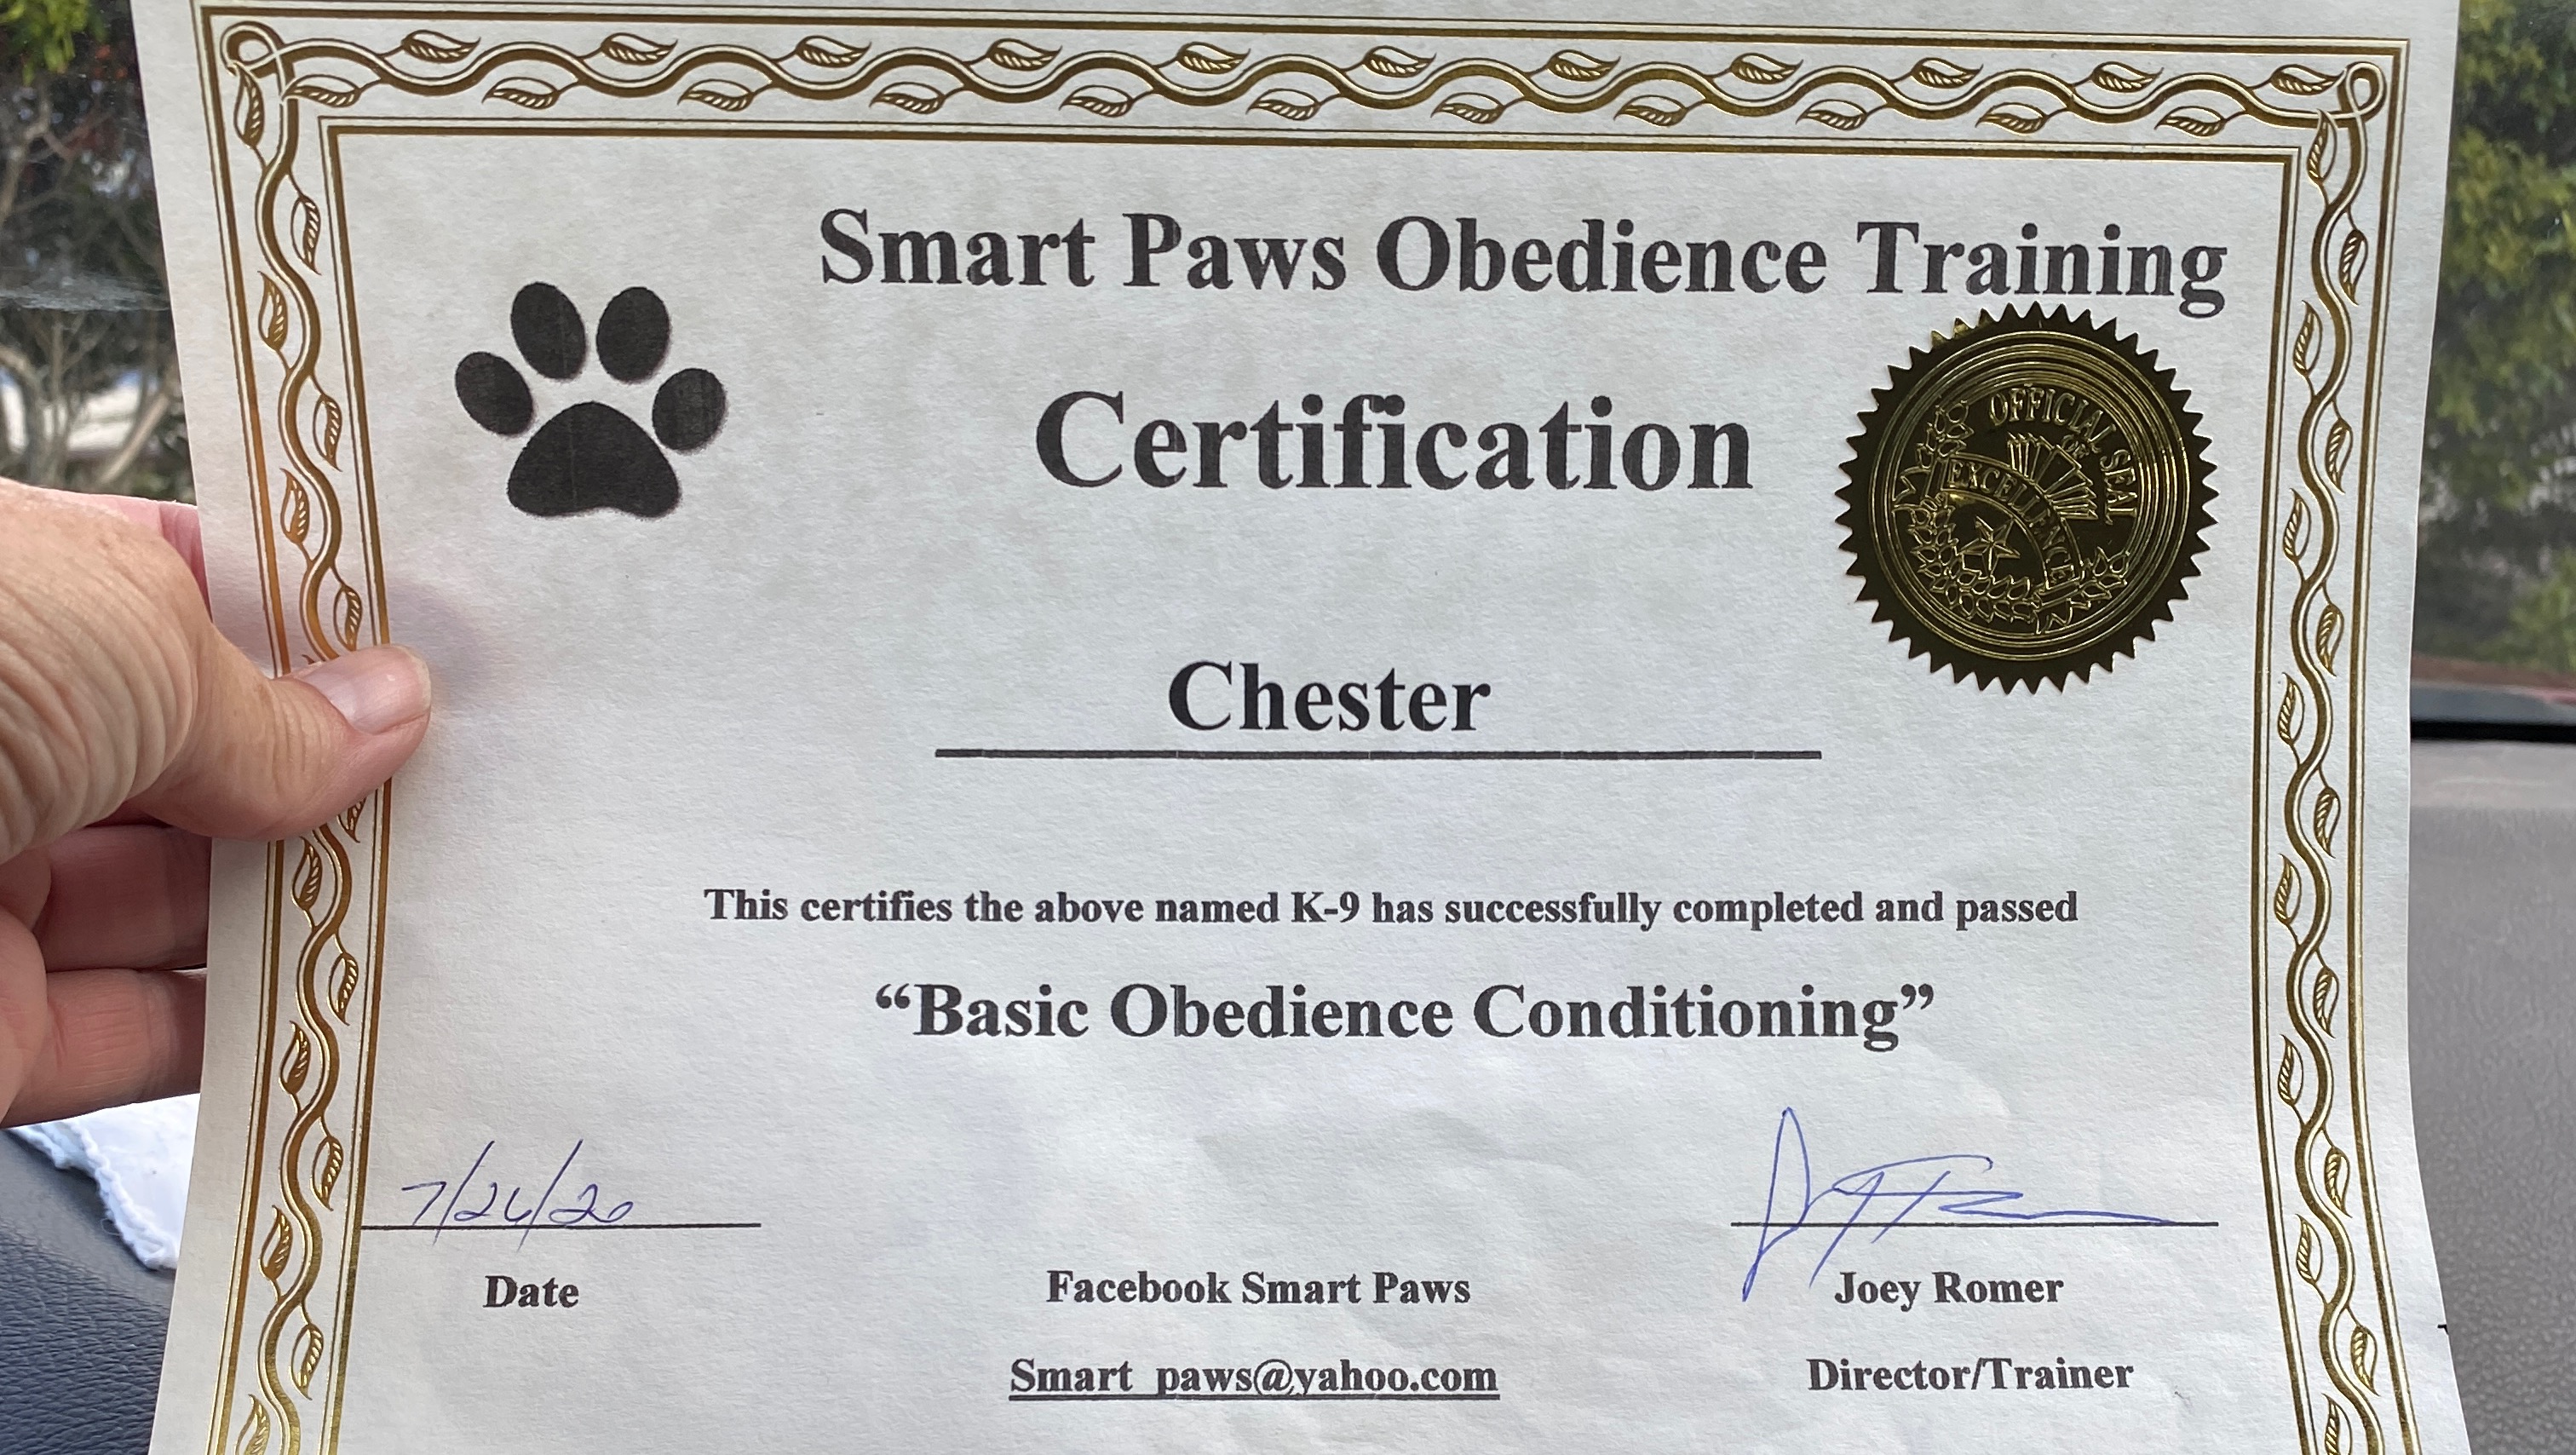 Smart Paws Obedience Training
Certification
OFFICIAL SEAL
OF
EXCELLENCE
Chester
This certifies the above named K-9 has successfully completed and passed
“Basic Obedience Conditioning”
7/26/20
Date
Facebook Smart Paws
Joey Romer
Smart_paws@yahoo.com
Director/Trainer